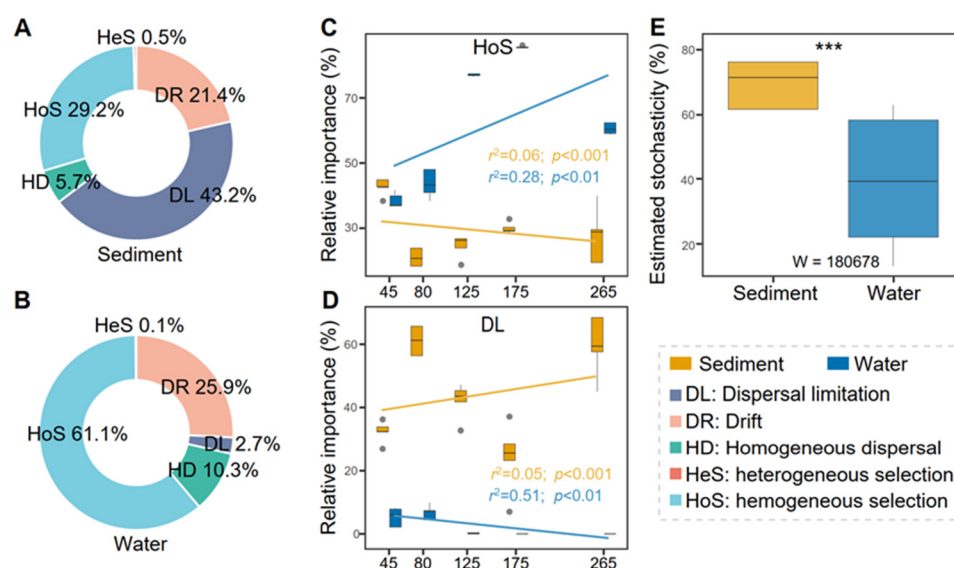 A
HeS 0.5%
DR 21.4%
HoS 29.2%
HD 5.7%
DL 43.2%
Sediment
B
HeS 0.1%
DR 25.9%
HoS 61.1%
DL 2.7%
HD 10.3%
Water
C
HoS
Relative importance (%)
70
50
30
r²=0.06; p<0.001
r²=0.28; p<0.01
45 80 125 175 265
D
DL
Relative importance (%)
60
40
20
0
r²=0.05; p<0.001
r²=0.51; p<0.01
45 80 125 175 265
E
***
Estimated stochasticity (%)
80
60
40
20
W = 180678
Sediment Water
Sediment Water
DL: Dispersal limitation
DR: Drift
HD: Homogeneous dispersal
HeS: heterogeneous selection
HoS: hemogeneous selection